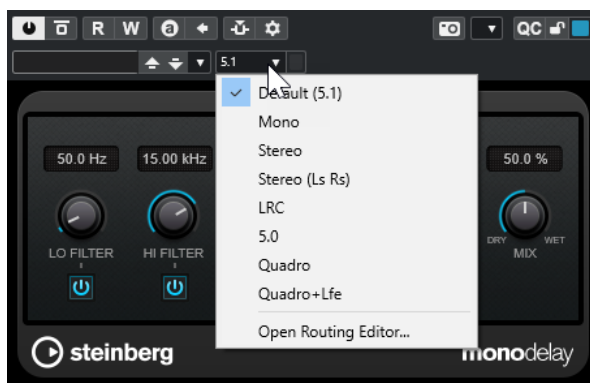 R W a QC
5.1
Default (5.1)
Mono
Stereo
Stereo (Ls Rs)
LRC
5.0
Quadro
Quadro+Lfe
Open Routing Editor...
50.0 Hz 15.00 kHz 50.0 %
LO FILTER HI FILTER DRY WET
MIX
steinberg monodelay